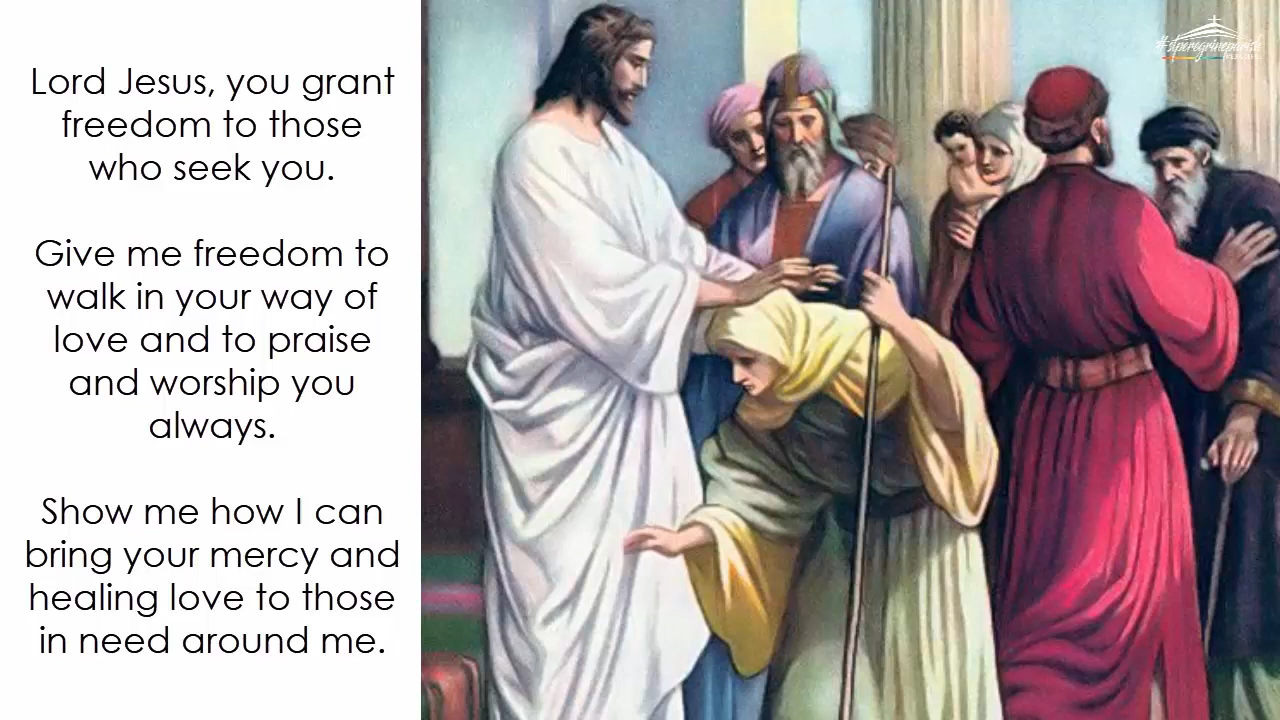 Lord Jesus, you grant
freedom to those
who seek you.
Give me freedom to
walk in your way of
love and to praise
and worship you
always.
Show me how I can
bring your mercy and
healing love to those
in need around me.
#stperegrineparish